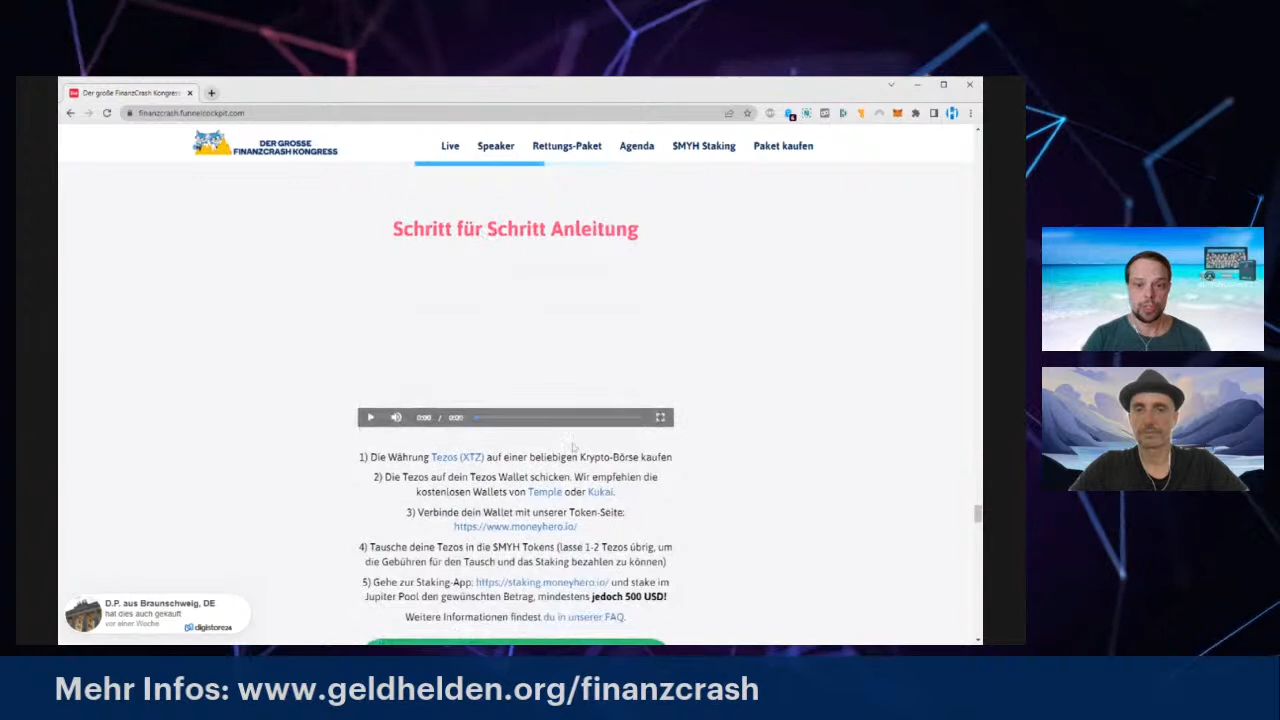 Der große FinanzCrash Kongress
finanzcrash.funnelcockpit.com
DER GROSSE
FINANZCRASH KONGRESS
Live
Speaker
Rettungs-Paket
Agenda
$MYH Staking
Paket kaufen
Schritt für Schritt Anleitung
0:00 / 0:00
1) Die Währung Tezos (XTZ) auf einer beliebigen Krypto-Börse kaufen
2) Die Tezos auf dein Tezos Wallet schicken. Wir empfehlen die
kostenlosen Wallets von Temple oder Kukai.
3) Verbinde dein Wallet mit unserer Token-Seite:
https://www.moneyhero.io/
4) Tausche deine Tezos in die $MYH Tokens (lasse 1-2 Tezos übrig, um
die Gebühren für den Tausch und das Staking bezahlen zu können)
5) Gehe zur Staking-App: https://staking.moneyhero.io/ und stake im
Jupiter Pool den gewünschten Betrag, mindestens jedoch 500 USD!
Weitere Informationen findest du in unserer FAQ.
D.P. aus Braunschweig, DE
hat dies auch gekauft
vor einer Woche
digistore24
Mehr Infos: www.geldhelden.org/finanzcrash